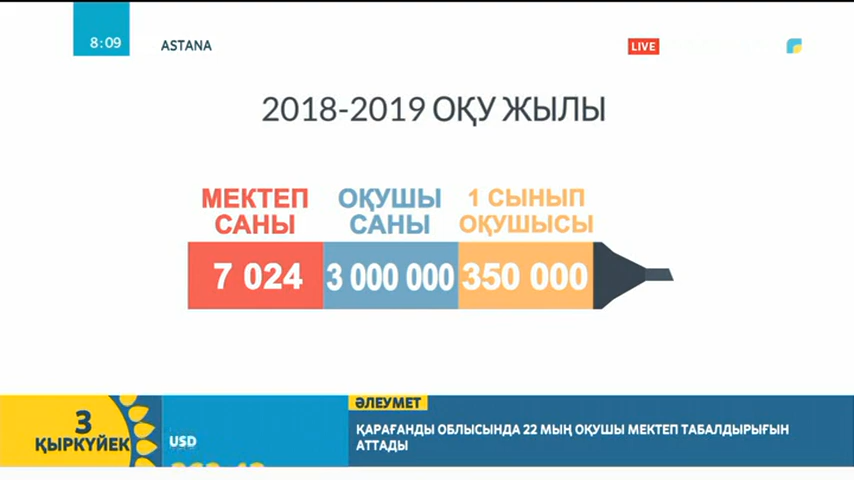 8:09
ASTANA
LIVE
2018-2019 ОҚУ ЖЫЛЫ
МЕКТЕП САНЫ
ОҚУШЫ САНЫ
1 СЫНЫП ОҚУШЫСЫ
7 024
3 000 000
350 000
3
ҚЫРКҮЙЕК
USD
ӘЛЕУМЕТ
ҚАРАҒАНДЫ ОБЛЫСЫНДА 22 МЫҢ ОҚУШЫ МЕКТЕП ТАБАЛДЫРЫҒЫН
АТТАДЫ